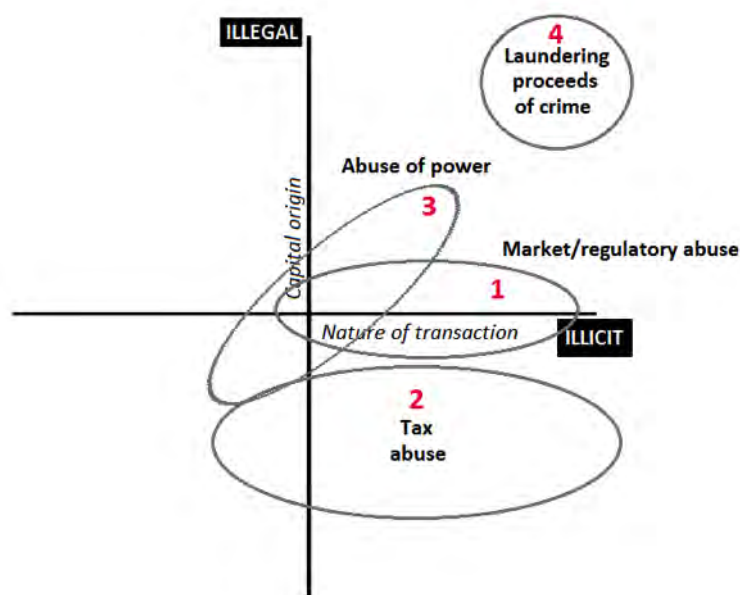 ILLEGAL
4
Laundering
proceeds
of crime
Abuse of power
3
Capital origin
Market/regulatory abuse
1
Nature of transaction
ILLICIT
2
Tax
abuse